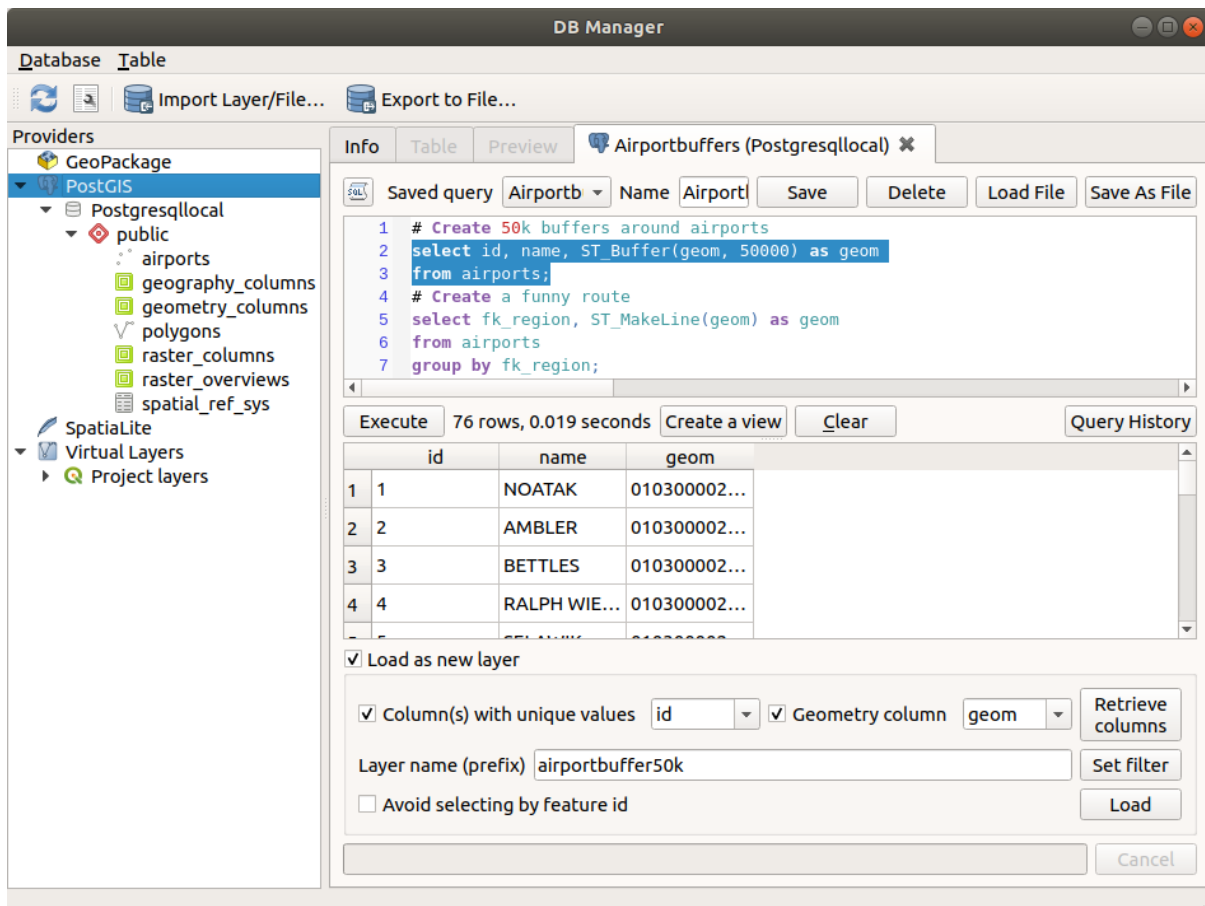 DB Manager
Database Table
Import Layer/File... Export to File...
Providers
GeoPackage
PostGIS
Postgresqllocal
public
airports
geography_columns
geometry_columns
polygons
raster_columns
raster_overviews
spatial_ref_sys
SpatiaLite
Virtual Layers
Project layers
Info Table Preview Airportbuffers (Postgresqllocal)
SQL Saved query Airportb Name Airportl Save Delete Load File Save As File
1 # Create 50k buffers around airports
2 select id, name, ST_Buffer(geom, 50000) as geom
3 from airports;
4 # Create a funny route
5 select fk_region, ST_MakeLine(geom) as geom
6 from airports
7 group by fk_region;
Execute 76 rows, 0.019 seconds Create a view Clear Query History
id name geom
1 1 NOATAK 010300002...
2 2 AMBLER 010300002...
3 3 BETTLES 010300002...
4 4 RALPH WIE... 010300002...
Load as new layer
Column(s) with unique values id Geometry column geom Retrieve columns
Layer name (prefix) airportbuffer50k Set filter
Avoid selecting by feature id Load
Cancel